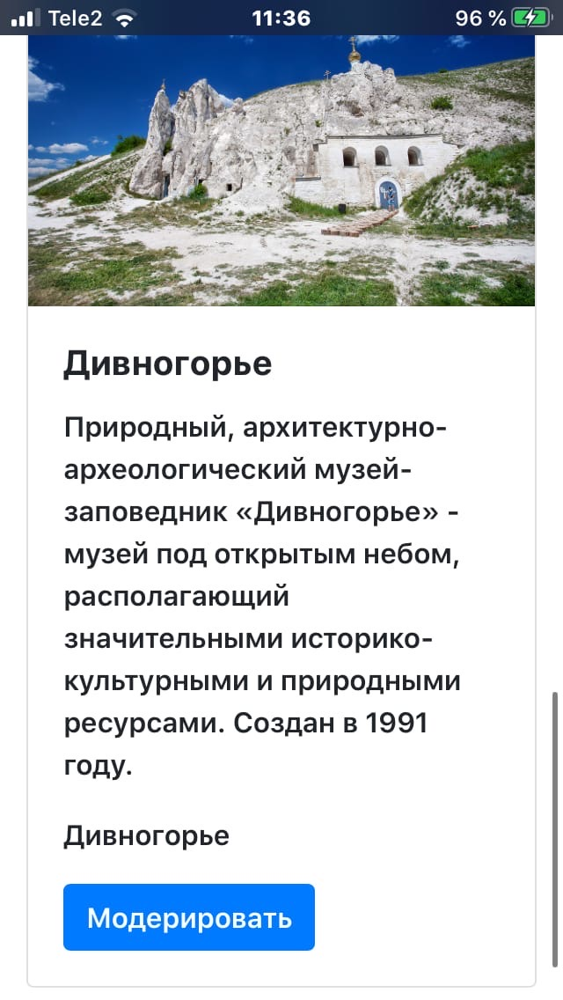 Tele2 11:36 96 %
Дивногорье
Природный, архитектурно-
археологический музей-
заповедник «Дивногорье» -
музей под открытым небом,
располагающий
значительными историко-
культурными и природными
ресурсами. Создан в 1991
году.
Дивногорье
Модерировать